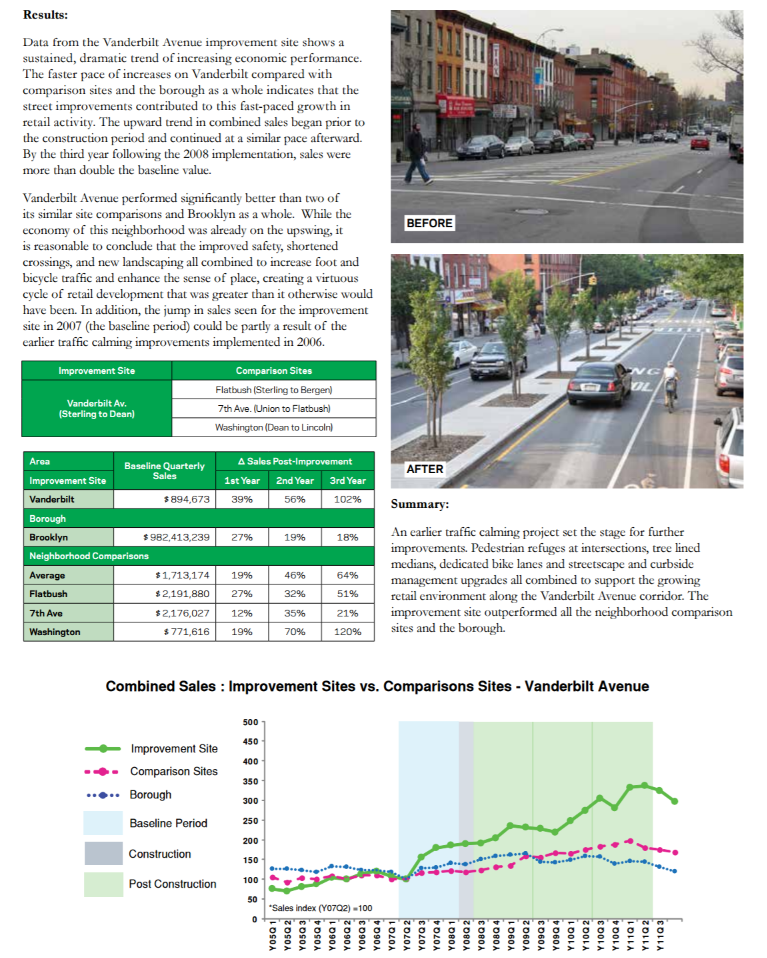 Results:
Data from the Vanderbilt Avenue improvement site shows a
sustained, dramatic trend of increasing economic performance.
The faster pace of increases on Vanderbilt compared with
comparison sites and the borough as a whole indicates that the
street improvements contributed to this fast-paced growth in
retail activity. The upward trend in combined sales began prior to
the construction period and continued at a similar pace afterward.
By the third year following the 2008 implementation, sales were
more than double the baseline value.
Vanderbilt Avenue performed significantly better than two of
its similar site comparisons and Brooklyn as a whole. While the
economy of this neighborhood was already on the upswing, it
is reasonable to conclude that the improved safety, shortened
crossings, and new landscaping all combined to increase foot and
bicycle traffic and enhance the sense of place, creating a virtuous
cycle of retail development that was greater than it otherwise would
have been. In addition, the jump in sales seen for the improvement
site in 2007 (the baseline period) could be partly a result of the
earlier traffic calming improvements implemented in 2006.
Improvement Site Comparison Sites
Vanderbilt Av.
(Sterling to Dean)
Flatbush (Sterling to Bergen)
7th Ave. (Union to Flatbush)
Washington (Dean to Lincoln)
Area Baseline Quarterly Sales Δ Sales Post-Improvement
Improvement Site 1st Year 2nd Year 3rd Year
Vanderbilt $894,673 39% 56% 102%
Borough
Brooklyn $982,413,239 27% 19% 18%
Neighborhood Comparisons
Average $1,713,174 19% 46% 64%
Flatbush $2,191,880 27% 32% 51%
7th Ave $2,176,027 12% 35% 21%
Washington $771,616 19% 70% 120%
TAX
BEFORE
AFTER
Summary:
An earlier traffic calming project set the stage for further
improvements. Pedestrian refuges at intersections, tree lined
medians, dedicated bike lanes and streetscape and curbside
management upgrades all combined to support the growing
retail environment along the Vanderbilt Avenue corridor. The
improvement site outperformed all the neighborhood comparison
sites and the borough.
Combined Sales : Improvement Sites vs. Comparisons Sites - Vanderbilt Avenue
Improvement Site
Comparison Sites
Borough
Baseline Period
Construction
Post Construction
500
450
400
350
300
250
200
150
100
50
0
*Sales index (Y07Q2) =100
Y05Q1 Y05Q2 Y05Q3 Y05Q4 Y06Q1 Y06Q2 Y06Q3 Y06Q4 Y07Q1 Y07Q2 Y07Q3 Y07Q4 Y08Q1 Y08Q2 Y08Q3 Y08Q4 Y09Q1 Y09Q2 Y09Q3 Y09Q4 Y10Q1 Y10Q2 Y10Q3 Y10Q4 Y11Q1 Y11Q2 Y11Q3